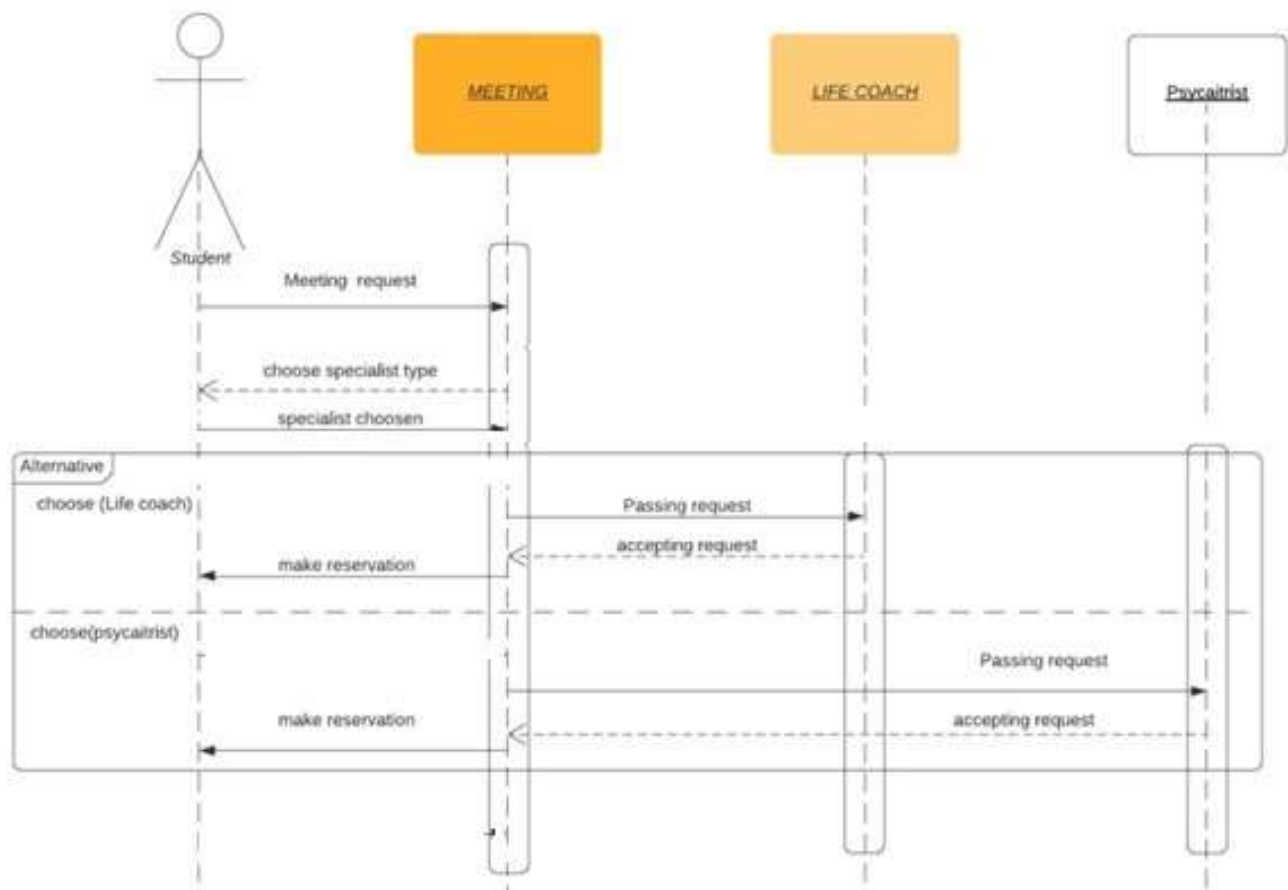 MEETING
LIFE COACH
Psycaitrist
Student
Meeting request
choose specialist type
specialist choosen
Alternative
choose (Life coach)
Passing request
accepting request
make reservation
choose(psycaitrist)
Passing request
accepting request
make reservation